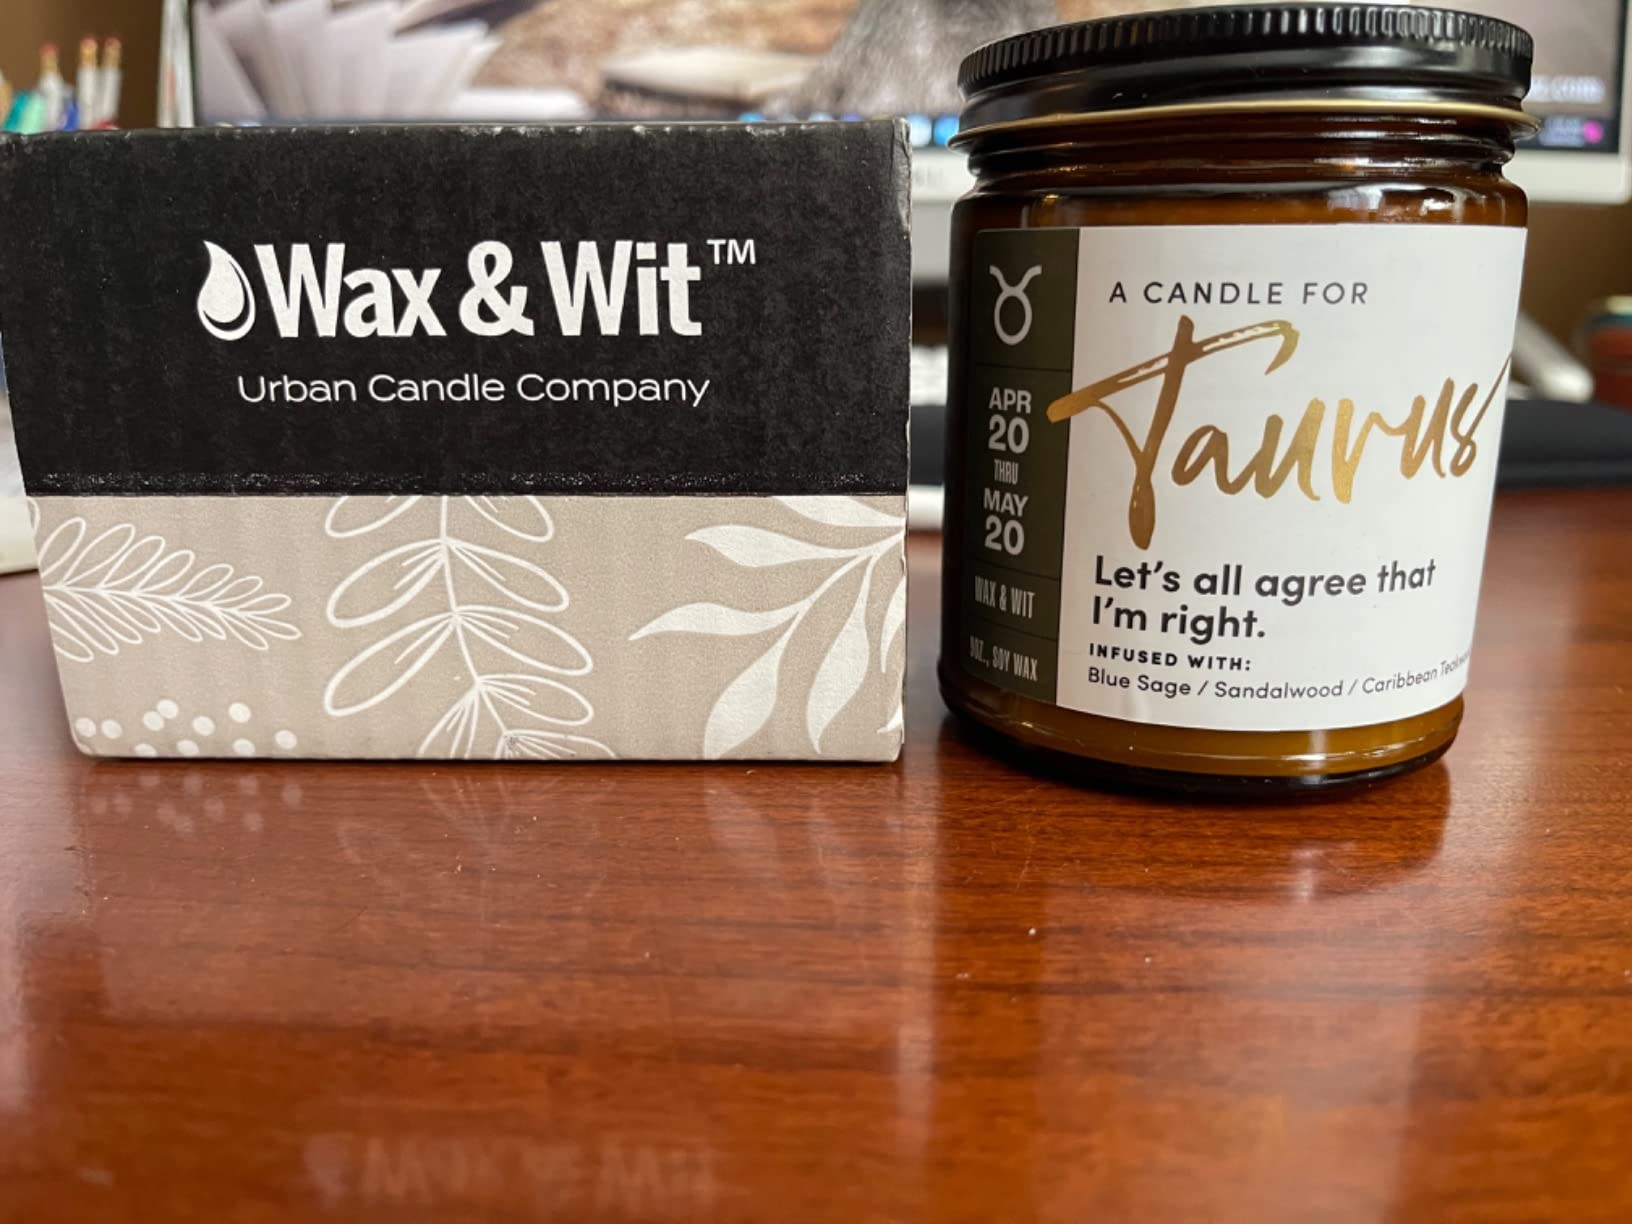 Wax & Wit™
Urban Candle Company
A CANDLE FOR
Taurus
Let's all agree that
I'm right.
INFUSED WITH:
Blue Sage / Sandalwood / Caribbean
APR
20
THRU
MAY
20
WAX & WIT
9OZ., SOY WAX